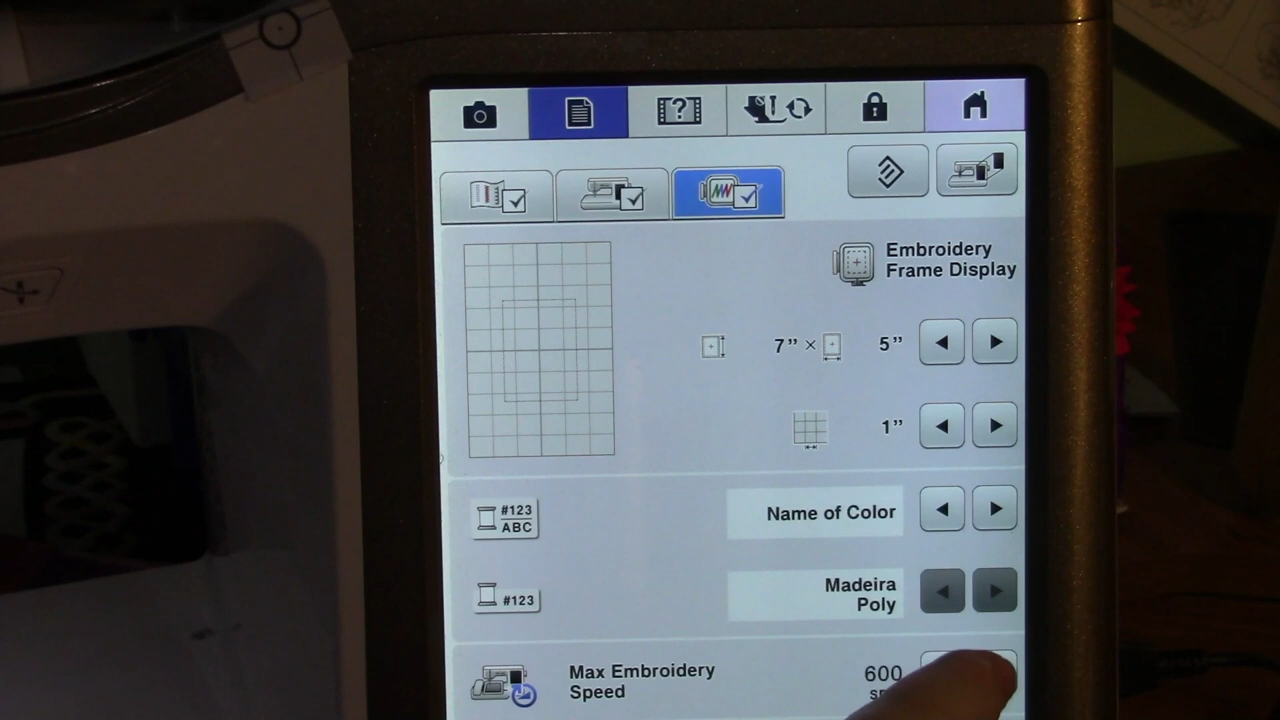 Embroidery
Frame Display
7” × 5”
1”
#123
ABC
Name of Color
#123
Madeira
Poly
Max Embroidery 600
Speed